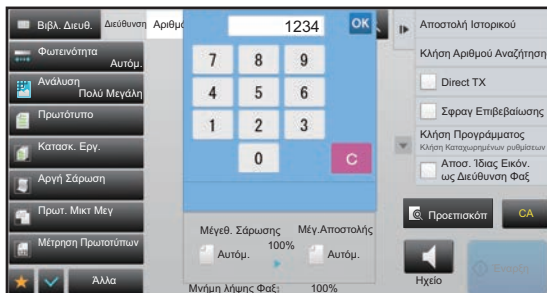 Βιβλ. Διευθ.
Διεύθυνση
Αριθμό
1234
OK
Αποστολή Ιστορικού
Φωτεινότητα
Αυτόμ.
Κλήση Αριθμού Αναζήτησης
Ανάλυση
Πολύ Μεγάλη
7 8 9
Direct TX
Πρωτότυπο
4 5 6
Σφραγ Επιβεβαίωσης
Κατασκ. Εργ.
1 2 3
Κλήση Προγράμματος
Κλήση Καταχωρημένων ρυθμίσεων
0 C
Αργή Σάρωση
Αποσ. Ίδιας Εικόν.
ως Διεύθυνση Φαξ
Πρωτ. Μικτ Μεγ
Μέγεθ. Σάρωσης
Μέγ.Αποστολής
Προεπισκόπ
CA
Μέτρηση Πρωτοτύπων
Αυτόμ.
100%
Αυτόμ.
Άλλα
Μνήμη λήψης Φαξ:
100%
Ηχείο
Έναρξη